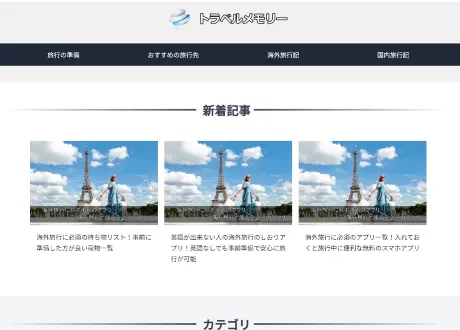 トラベルメモリー
旅行の準備
おすすめの旅行先
海外旅行記
国内旅行記
新着記事
海外旅行に必須の持ち物リスト！事前に
準備した方が良い荷物一覧
英語が出来ない人の海外旅行のしおりア
プリ！英語なしでも事前準備で安心に旅
行が可能
海外旅行に必須のアプリ一覧！入れてお
くと旅行中に便利な無料のスマホアプリ
カテゴリ